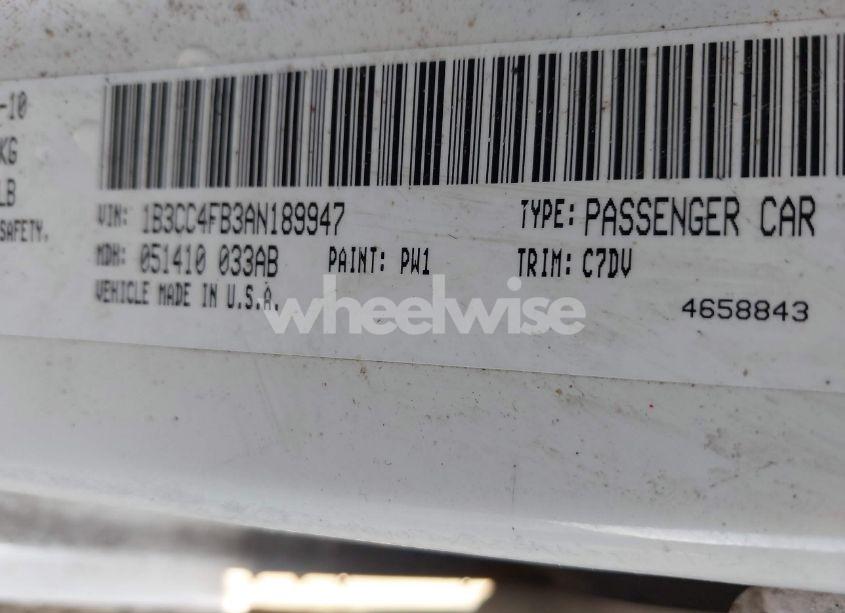 -10
KG
LB
SAFETY.
VIN: 1B3CC4FB3AN189947 TYPE: PASSENGER CAR
MDH: 051410 033AB PAINT: PW1 TRIM: C7DV
VEHICLE MADE IN U.S.A. 4658843
wheelwise